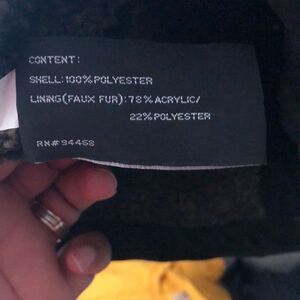 CONTENT:
SHELL:100%POLYESTER
LINING(FAUX FUR):78%ACRYLIC/
22%POLYESTER
RN#94468